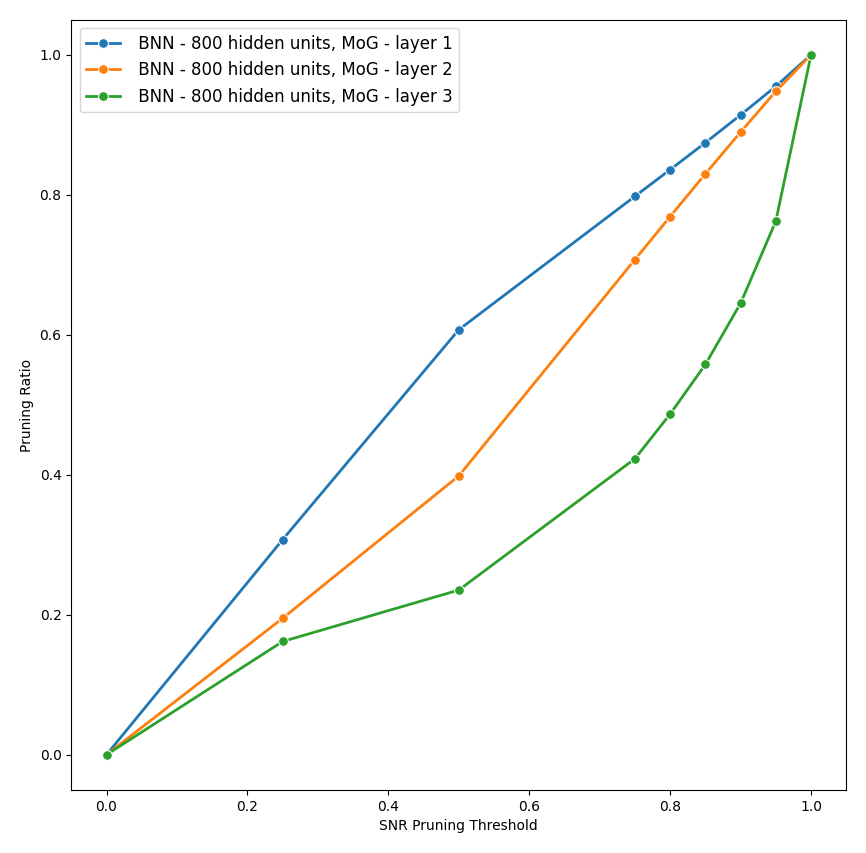 BNN - 800 hidden units, MoG - layer 1
BNN - 800 hidden units, MoG - layer 2
BNN - 800 hidden units, MoG - layer 3
1.0
0.8
0.6
0.4
0.2
0.0
Pruning Ratio
0.0 0.2 0.4 0.6 0.8 1.0
SNR Pruning Threshold